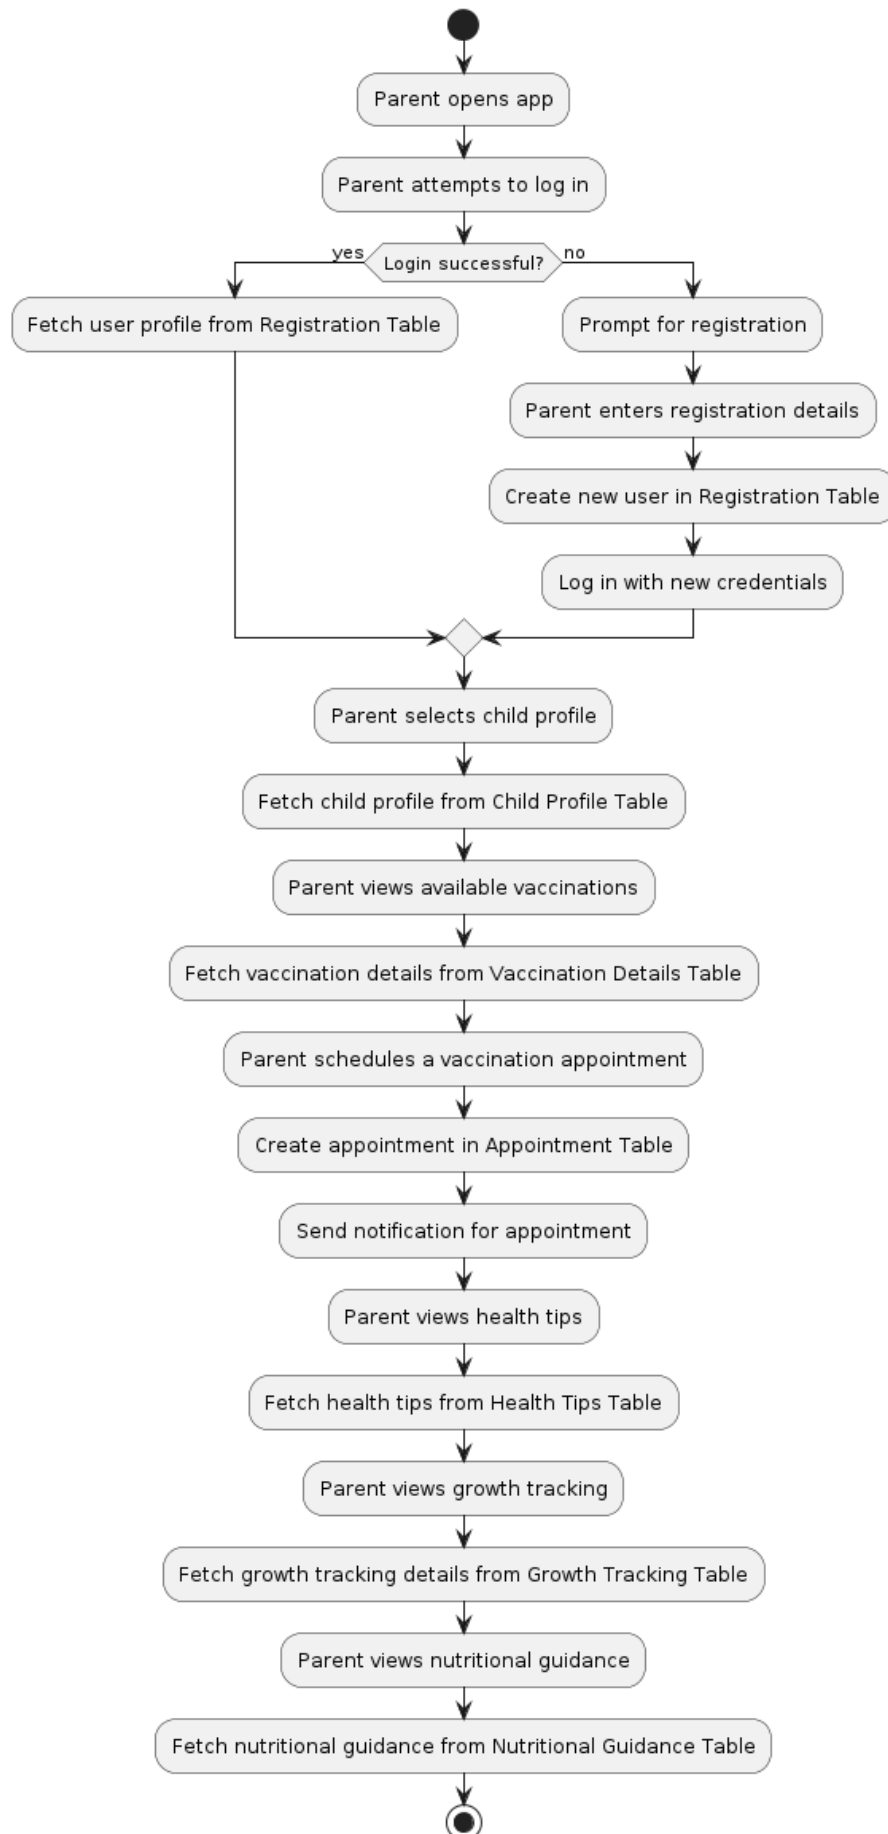 Parent opens app
Parent attempts to log in
yes
Login successful?
no
Fetch user profile from Registration Table
Prompt for registration
Parent enters registration details
Create new user in Registration Table
Log in with new credentials
Parent selects child profile
Fetch child profile from Child Profile Table
Parent views available vaccinations
Fetch vaccination details from Vaccination Details Table
Parent schedules a vaccination appointment
Create appointment in Appointment Table
Send notification for appointment
Parent views health tips
Fetch health tips from Health Tips Table
Parent views growth tracking
Fetch growth tracking details from Growth Tracking Table
Parent views nutritional guidance
Fetch nutritional guidance from Nutritional Guidance Table